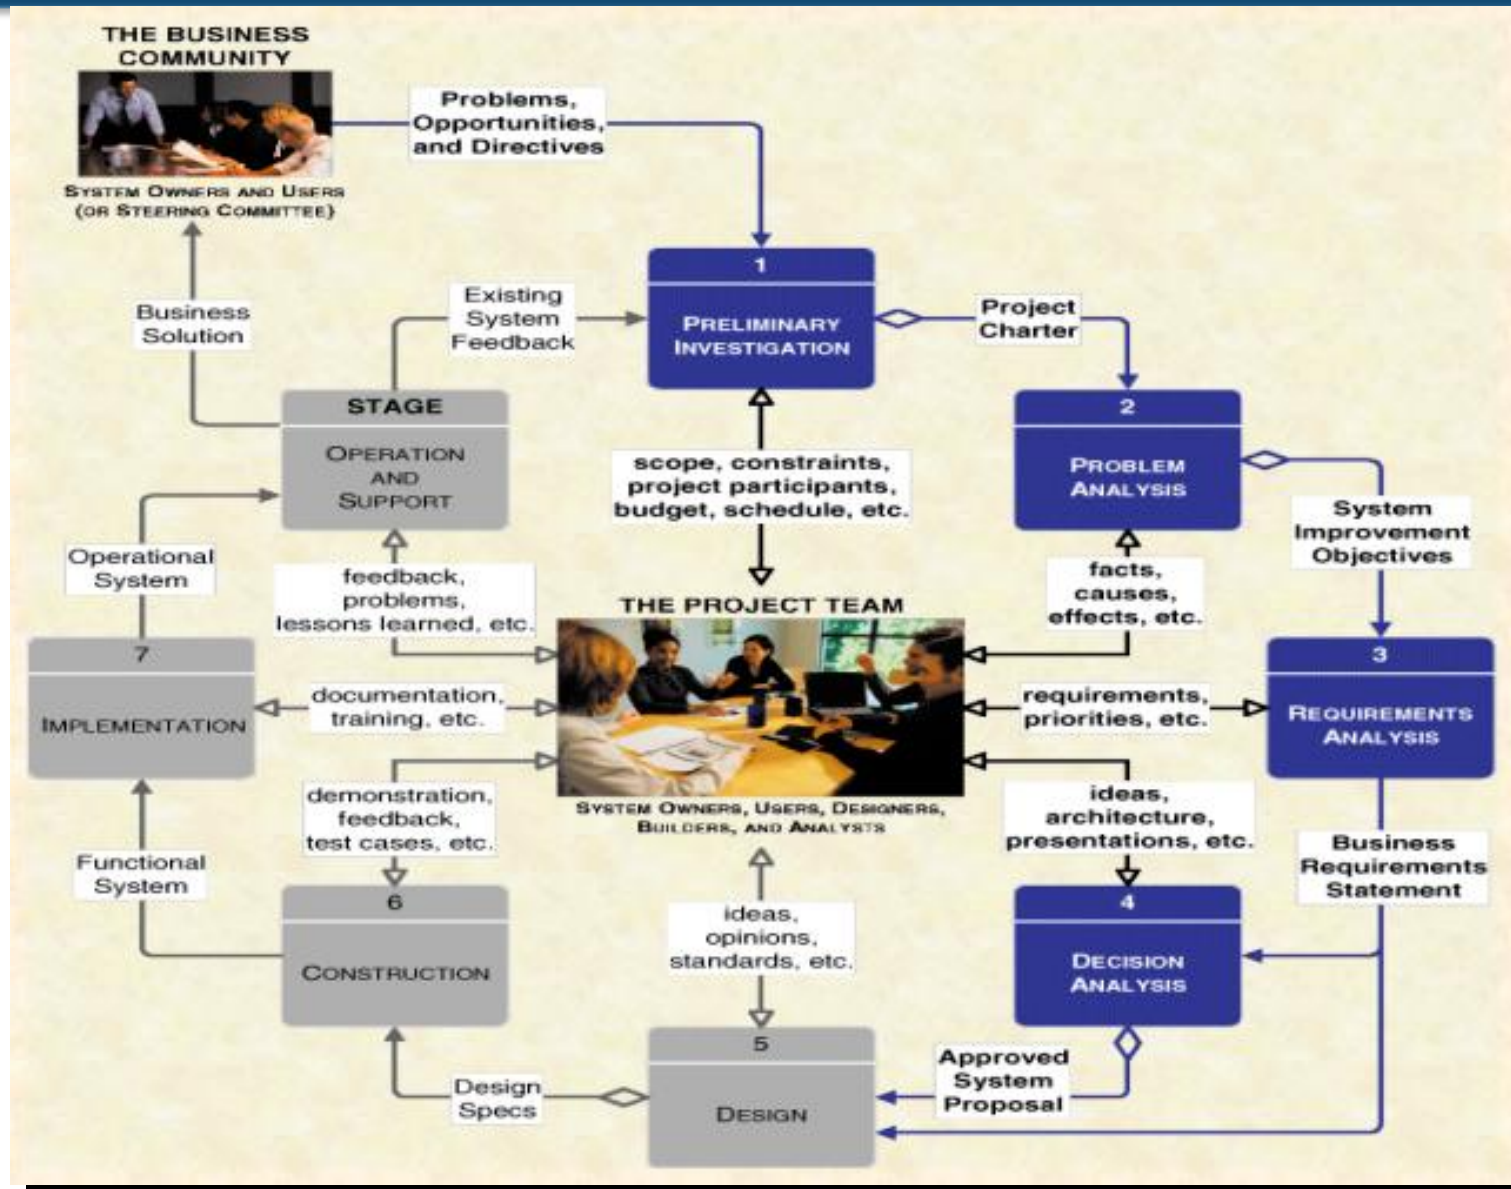 THE BUSINESS
COMMUNITY
SYSTEM OWNERS AND USERS
(OR STEERING COMMITTEE)
Problems,
Opportunities,
and Directives
1
PRELIMINARY
INVESTIGATION
Existing
System
Feedback
Business
Solution
Project
Charter
STAGE
OPERATION
AND
SUPPORT
2
PROBLEM
ANALYSIS
scope, constraints,
project participants,
budget, schedule, etc.
System
Improvement
Objectives
Operational
System
feedback,
problems,
lessons learned, etc.
facts,
causes,
effects, etc.
THE PROJECT TEAM
SYSTEM OWNERS, USERS, DESIGNERS,
BUILDERS, AND ANALYSTS
7
IMPLEMENTATION
documentation,
training, etc.
requirements,
priorities, etc.
3
REQUIREMENTS
ANALYSIS
demonstration,
feedback,
test cases, etc.
ideas,
architecture,
presentations, etc.
Functional
System
Business
Requirements
Statement
6
CONSTRUCTION
ideas,
opinions,
standards, etc.
4
DECISION
ANALYSIS
Design
Specs
5
DESIGN
Approved
System
Proposal